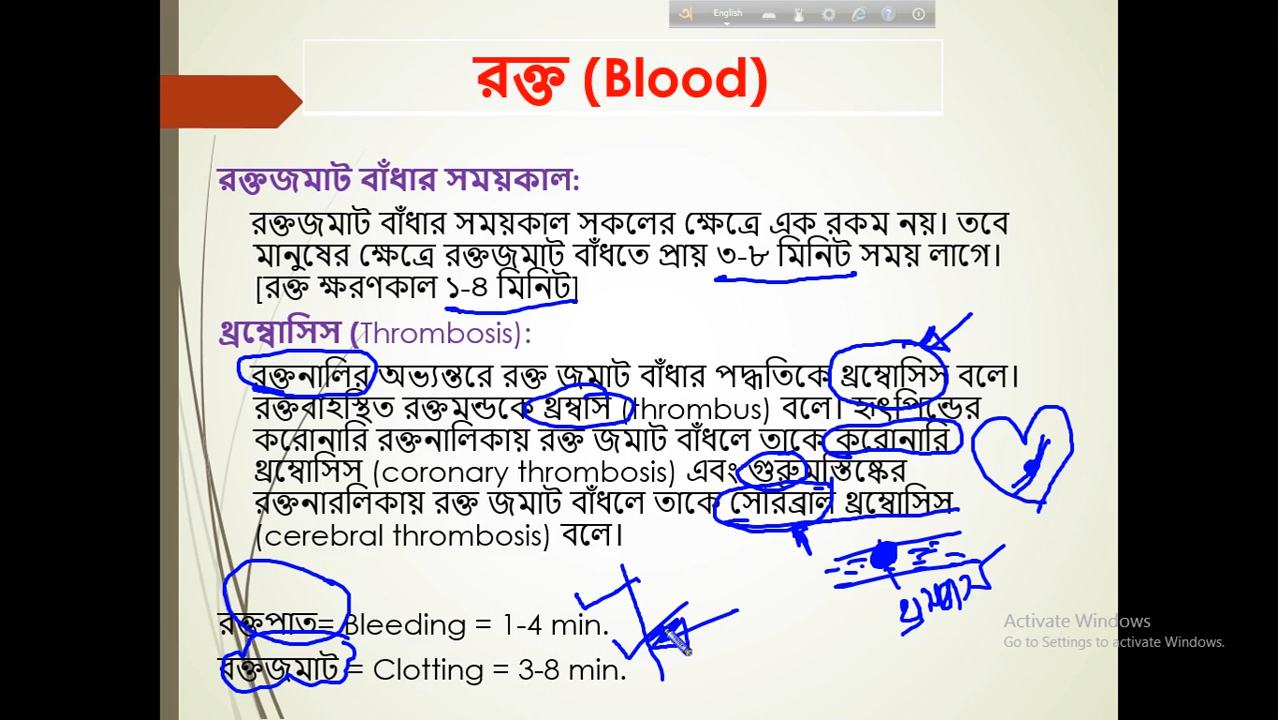 English
রক্ত (Blood)
রক্তজমাট বাঁধার সময়কাল:
রক্তজমাট বাঁধার সময়কাল সকলের ক্ষেত্রে এক রকম নয়। তবে
মানুষের ক্ষেত্রে রক্তজমাট বাঁধতে প্রায় ৩-৮ মিনিট সময় লাগে।
[রক্ত ক্ষরণকাল ১-৪ মিনিট]
থ্রম্বোসিস (Thrombosis):
রক্তনালির অভ্যন্তরে রক্ত জমাট বাঁধার পদ্ধতিকে থ্রম্বোসিস বলে।
রক্তবাহস্থিত রক্তমন্ডকে থ্রম্বাস (thrombus) বলে। হৃৎপিন্ডের
করোনারি রক্তনালিকায় রক্ত জমাট বাঁধলে তাকে করোনারি
থ্রম্বোসিস (coronary thrombosis) এবং গুরুমস্তিষ্কের
রক্তনারলিকায় রক্ত জমাট বাঁধলে তাকে সেরিব্রাল থ্রম্বোসিস
(cerebral thrombosis) বলে।
থ্রম্বাস
রক্তপাত= Bleeding = 1-4 min.
রক্তজমাট = Clotting = 3-8 min.
Activate Windows
Go to Settings to activate Windows.